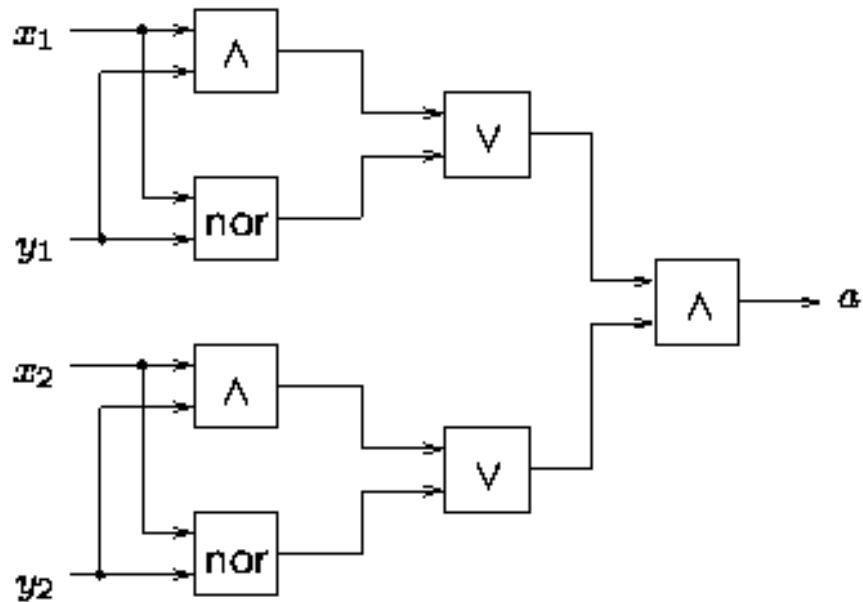 x₁
∧
∨
nor
y₁
∧
a
x₂
∧
∨
nor
y₂